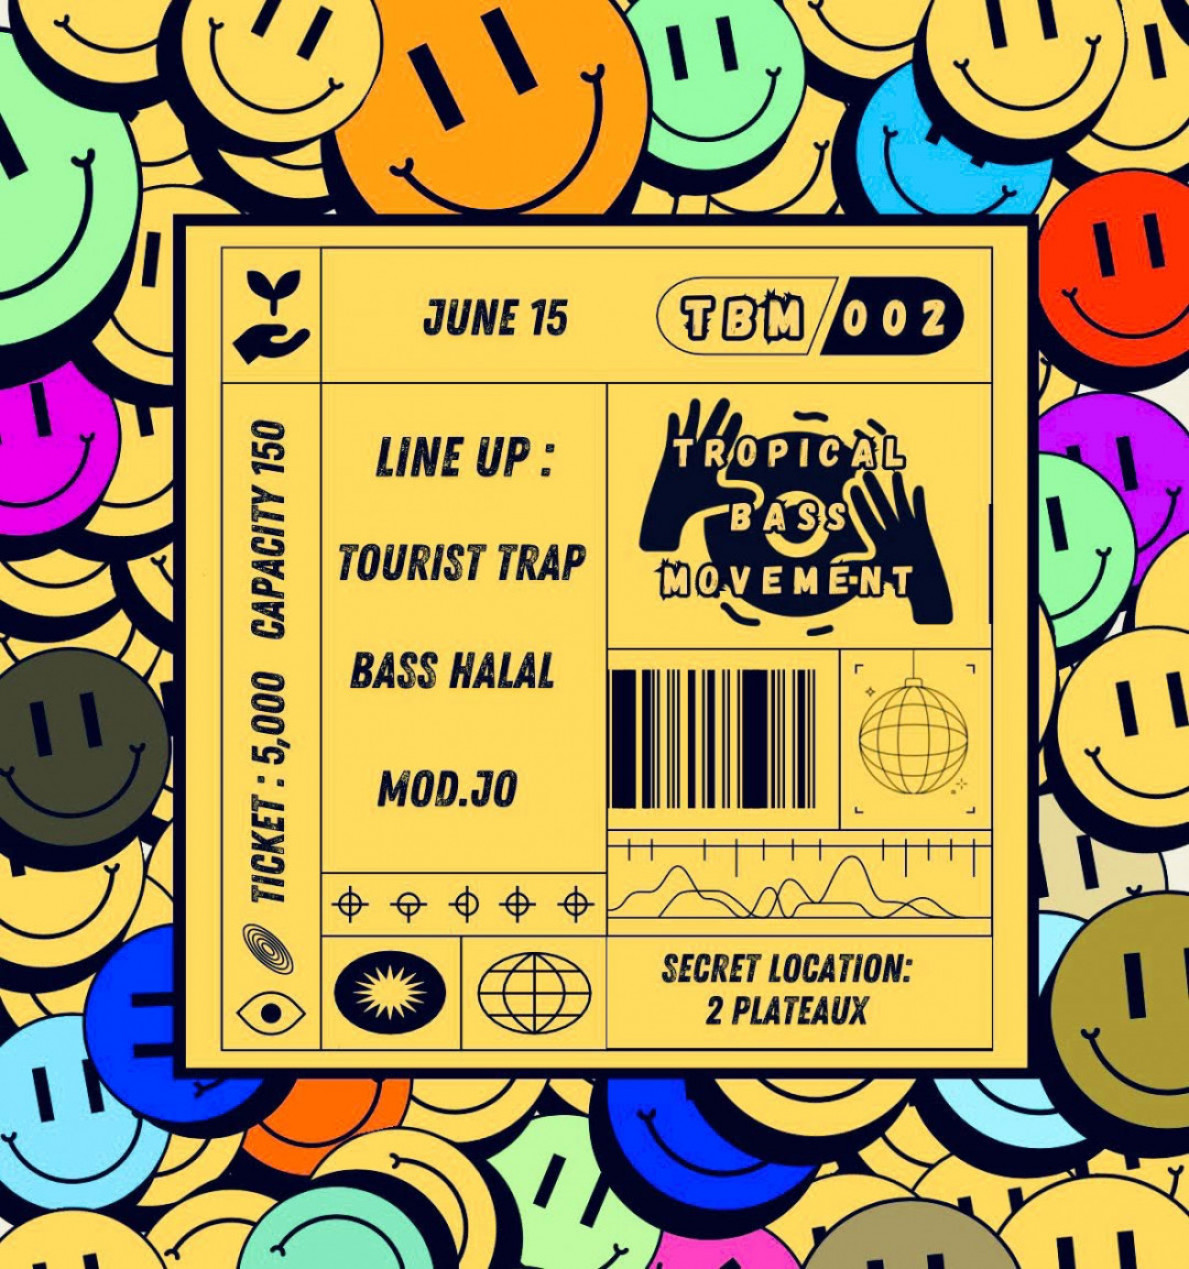 JUNE 15
TBM/002
CAPACITY 150
TICKET : 5,000
LINE UP :
TOURIST TRAP
BASS HALAL
MOD.JO
TROPICAL
BASS
MOVEMENT
SECRET LOCATION:
2 PLATEAUX